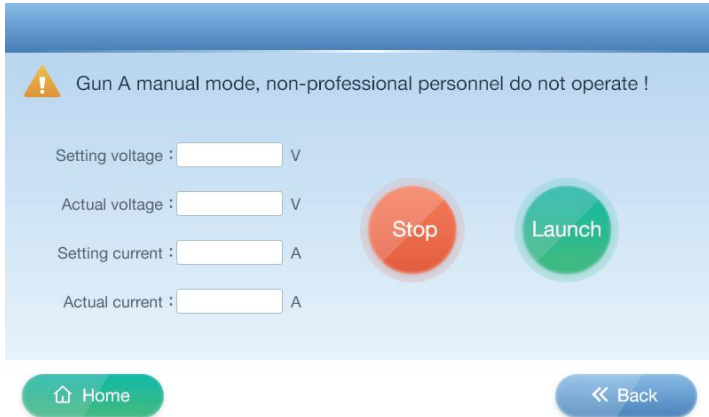 Gun A manual mode, non-professional personnel do not operate !
Setting voltage : V
Actual voltage : V
Setting current : A
Actual current : A
Stop
Launch
Home
Back